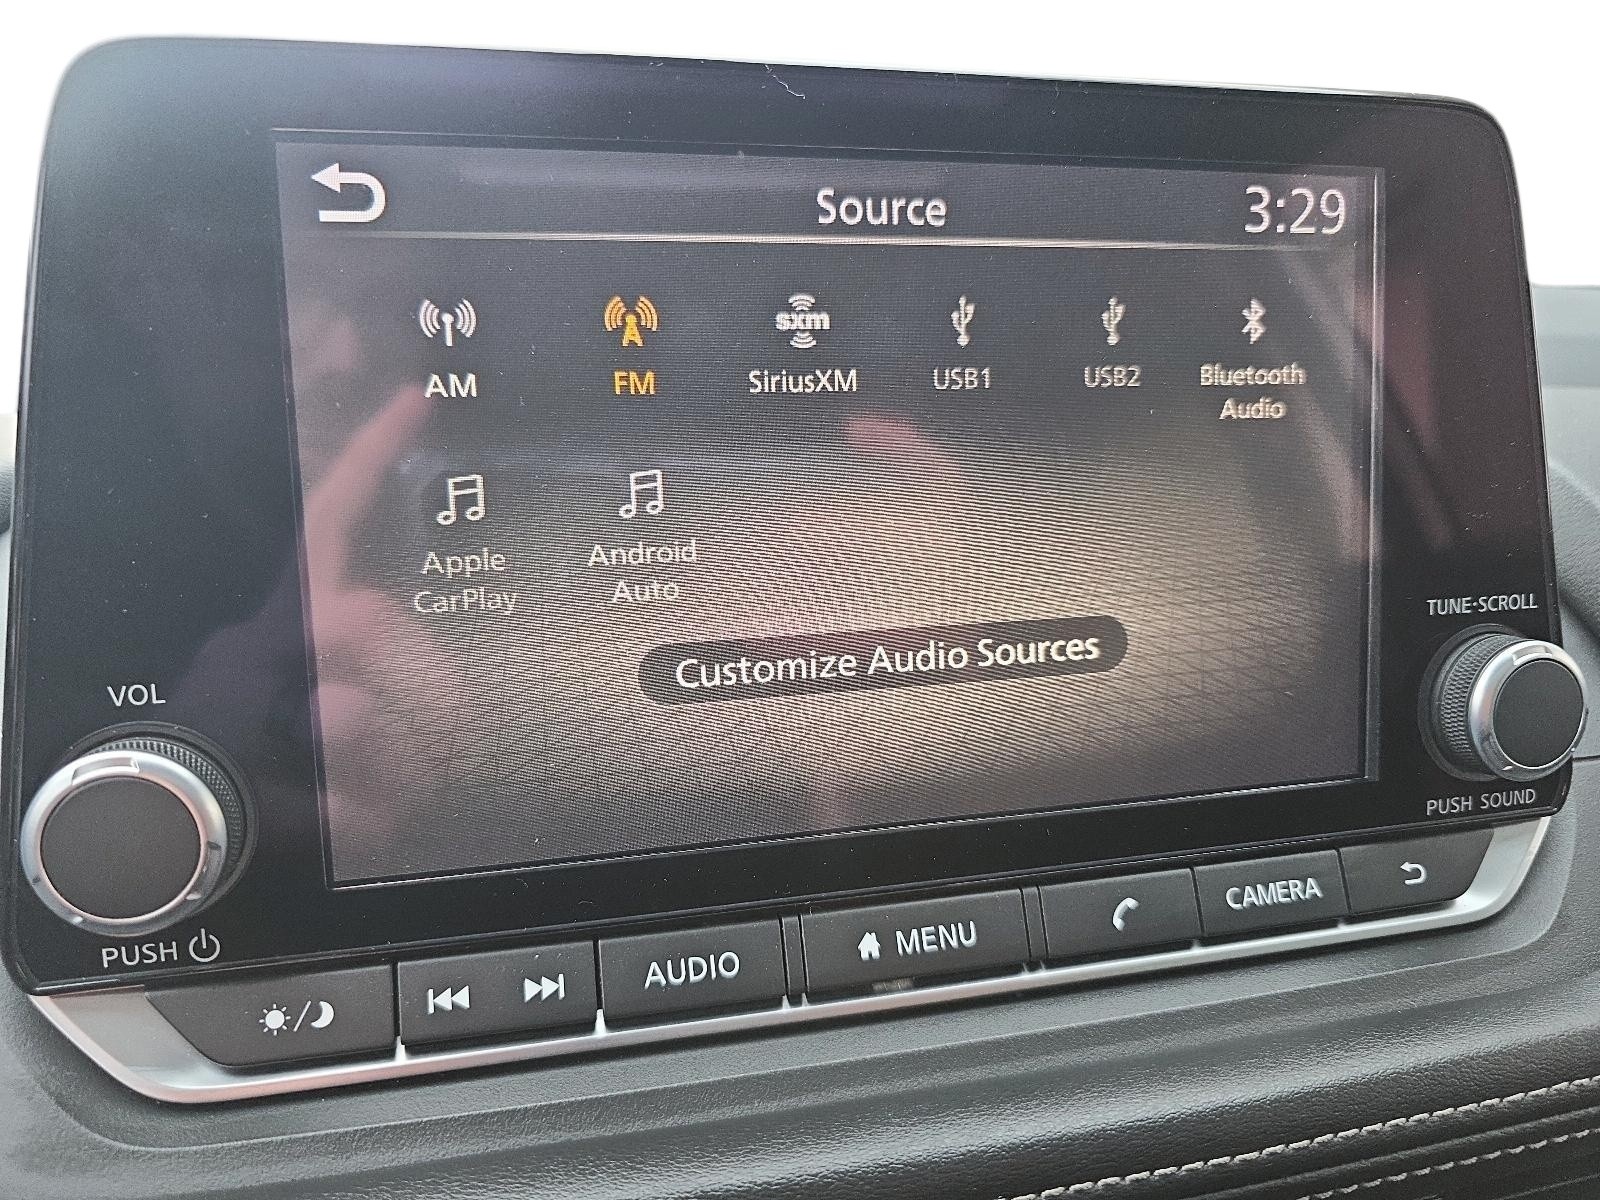 Source 3:29
AM FM sxm SiriusXM USB1 USB2 Bluetooth
Audio
Apple Android
CarPlay Auto
Customize Audio Sources
VOL
TUNE·SCROLL
PUSH
PUSH SOUND
AUDIO MENU CAMERA